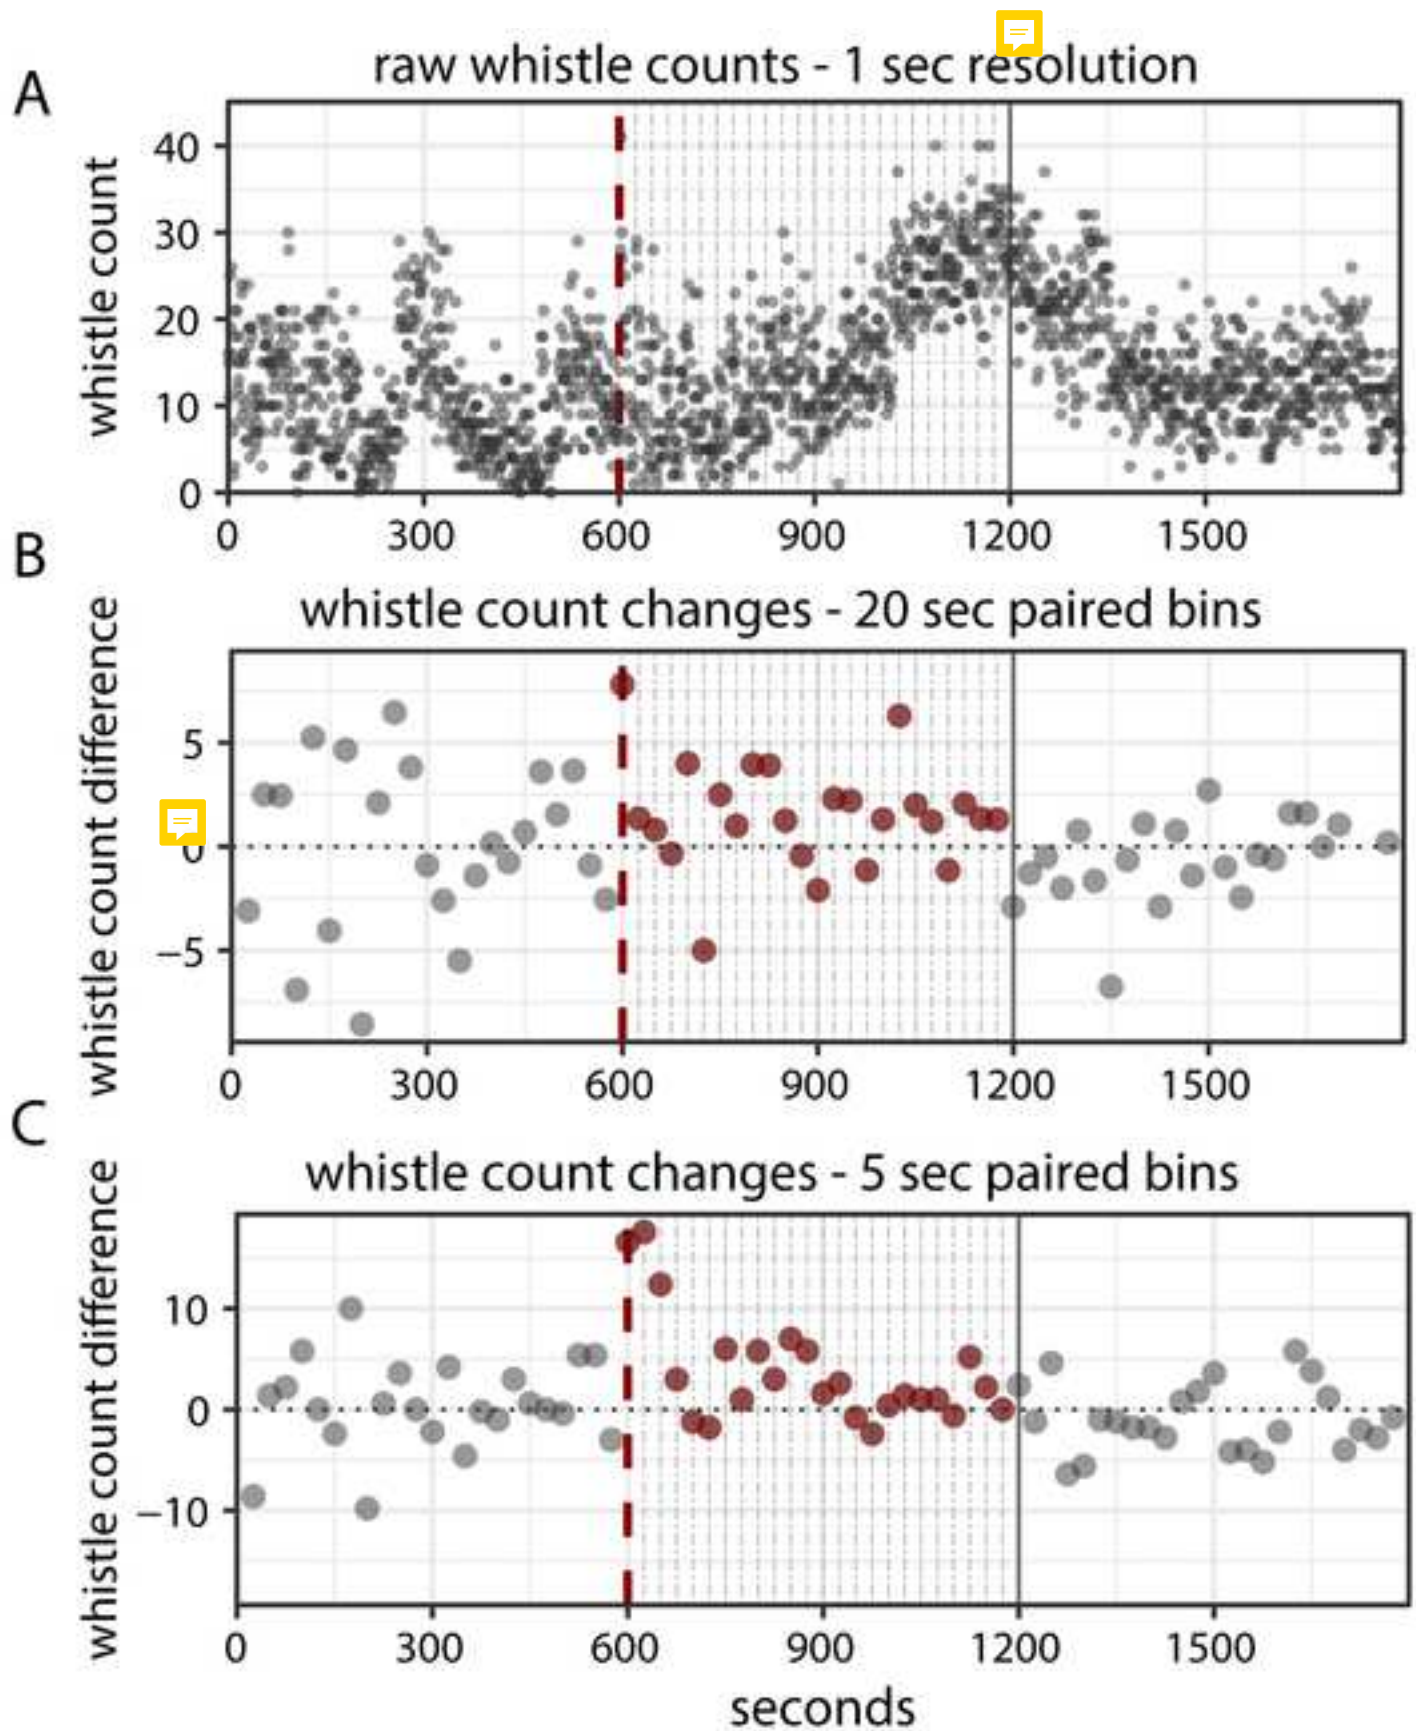 A
raw whistle counts - 1 sec resolution
whistle count
40
30
20
10
0
0 300 600 900 1200 1500
B
whistle count changes - 20 sec paired bins
whistle count difference
5
0
−5
0 300 600 900 1200 1500
C
whistle count changes - 5 sec paired bins
whistle count difference
10
0
−10
0 300 600 900 1200 1500
seconds